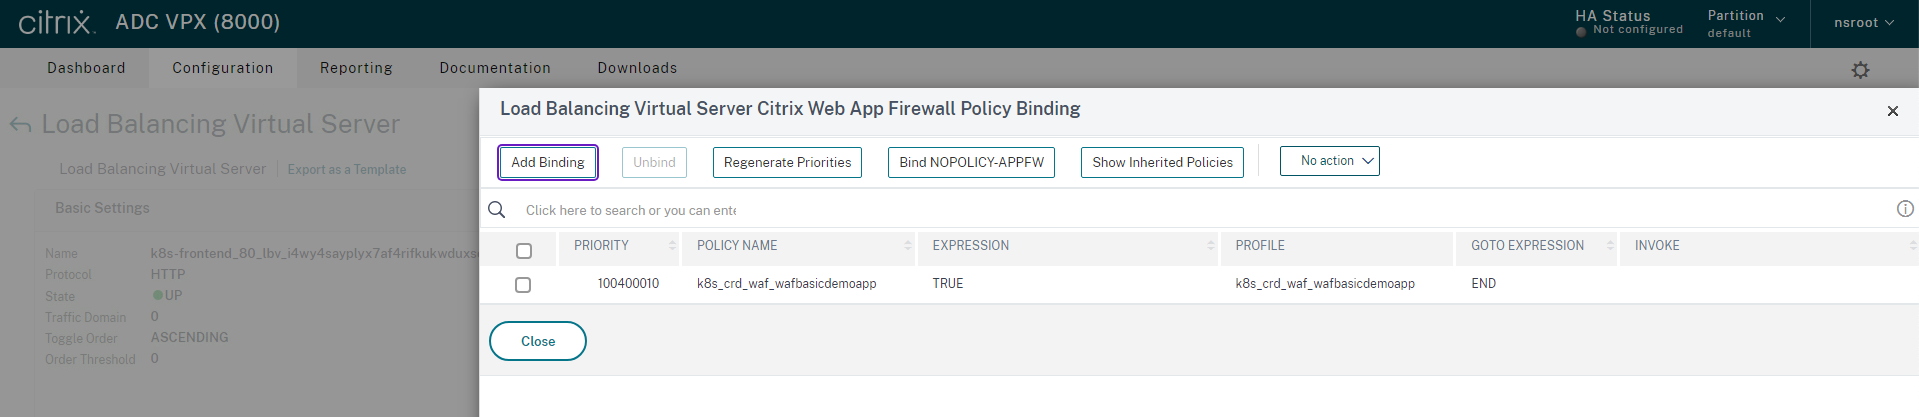 citrix ADC VPX (8000)
HA Status
Not configured
Partition
default
nsroot
Dashboard Configuration Reporting Documentation Downloads
Load Balancing Virtual Server
Load Balancing Virtual Server Export as a Template
Basic Settings
Name k8s-frontend_80_lbv_i4wy4sayplyx7af4rifkukwduxs
Protocol HTTP
State UP
Traffic Domain 0
Toggle Order ASCENDING
Order Threshold 0
Load Balancing Virtual Server Citrix Web App Firewall Policy Binding
Add Binding Unbind Regenerate Priorities Bind NOPOLICY-APPFW Show Inherited Policies No action
Click here to search or you can ente
PRIORITY POLICY NAME EXPRESSION PROFILE GOTO EXPRESSION INVOKE
100400010 k8s_crd_waf_wafbasicdemoapp TRUE k8s_crd_waf_wafbasicdemoapp END
Close